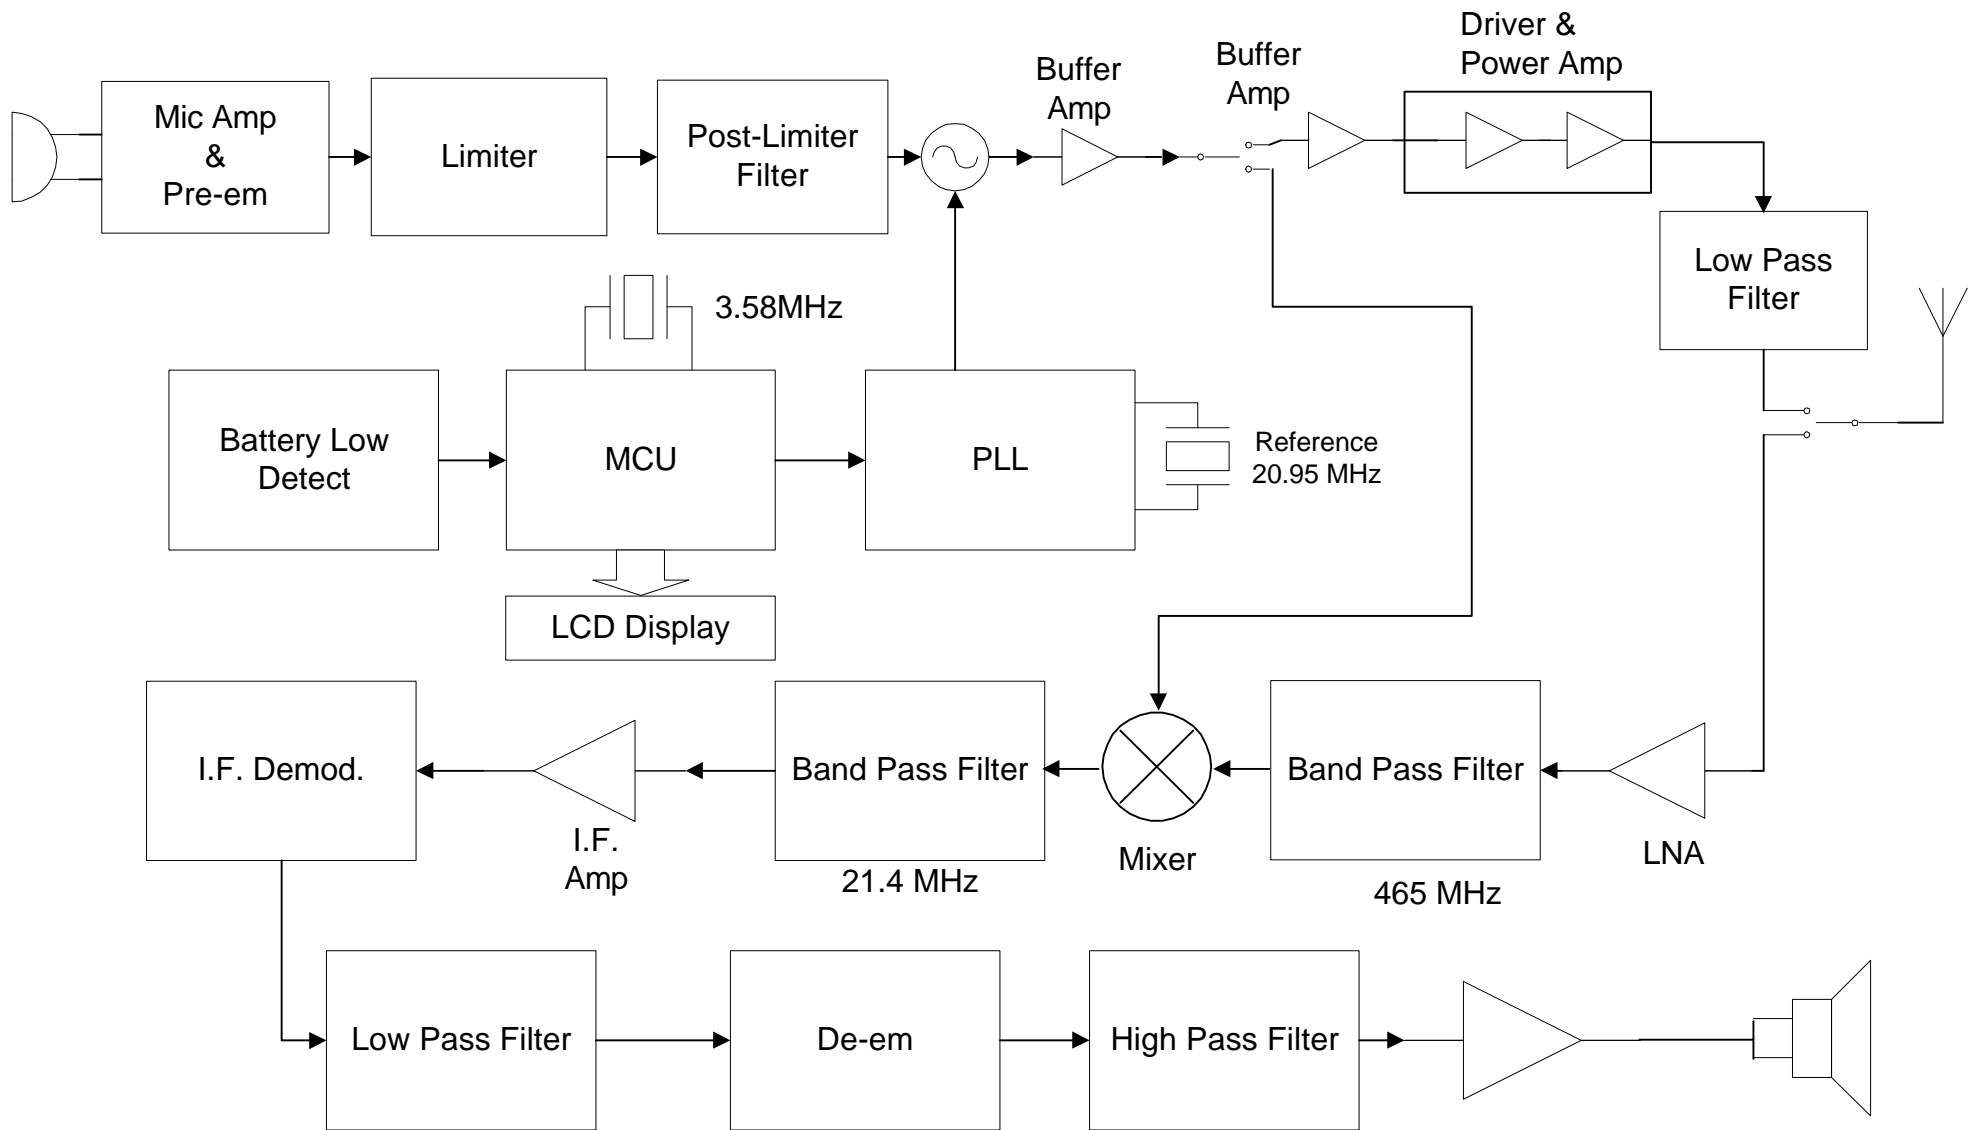 Driver &
Power Amp
Buffer
Amp
Buffer
Amp
Mic Amp
&
Pre-em
Limiter
Post-Limiter
Filter
Low Pass
Filter
3.58MHz
Battery Low
Detect
MCU
PLL
Reference
20.95 MHz
LCD Display
I.F. Demod.
I.F.
Amp
Band Pass Filter
21.4 MHz
Mixer
Band Pass Filter
465 MHz
LNA
Low Pass Filter
De-em
High Pass Filter